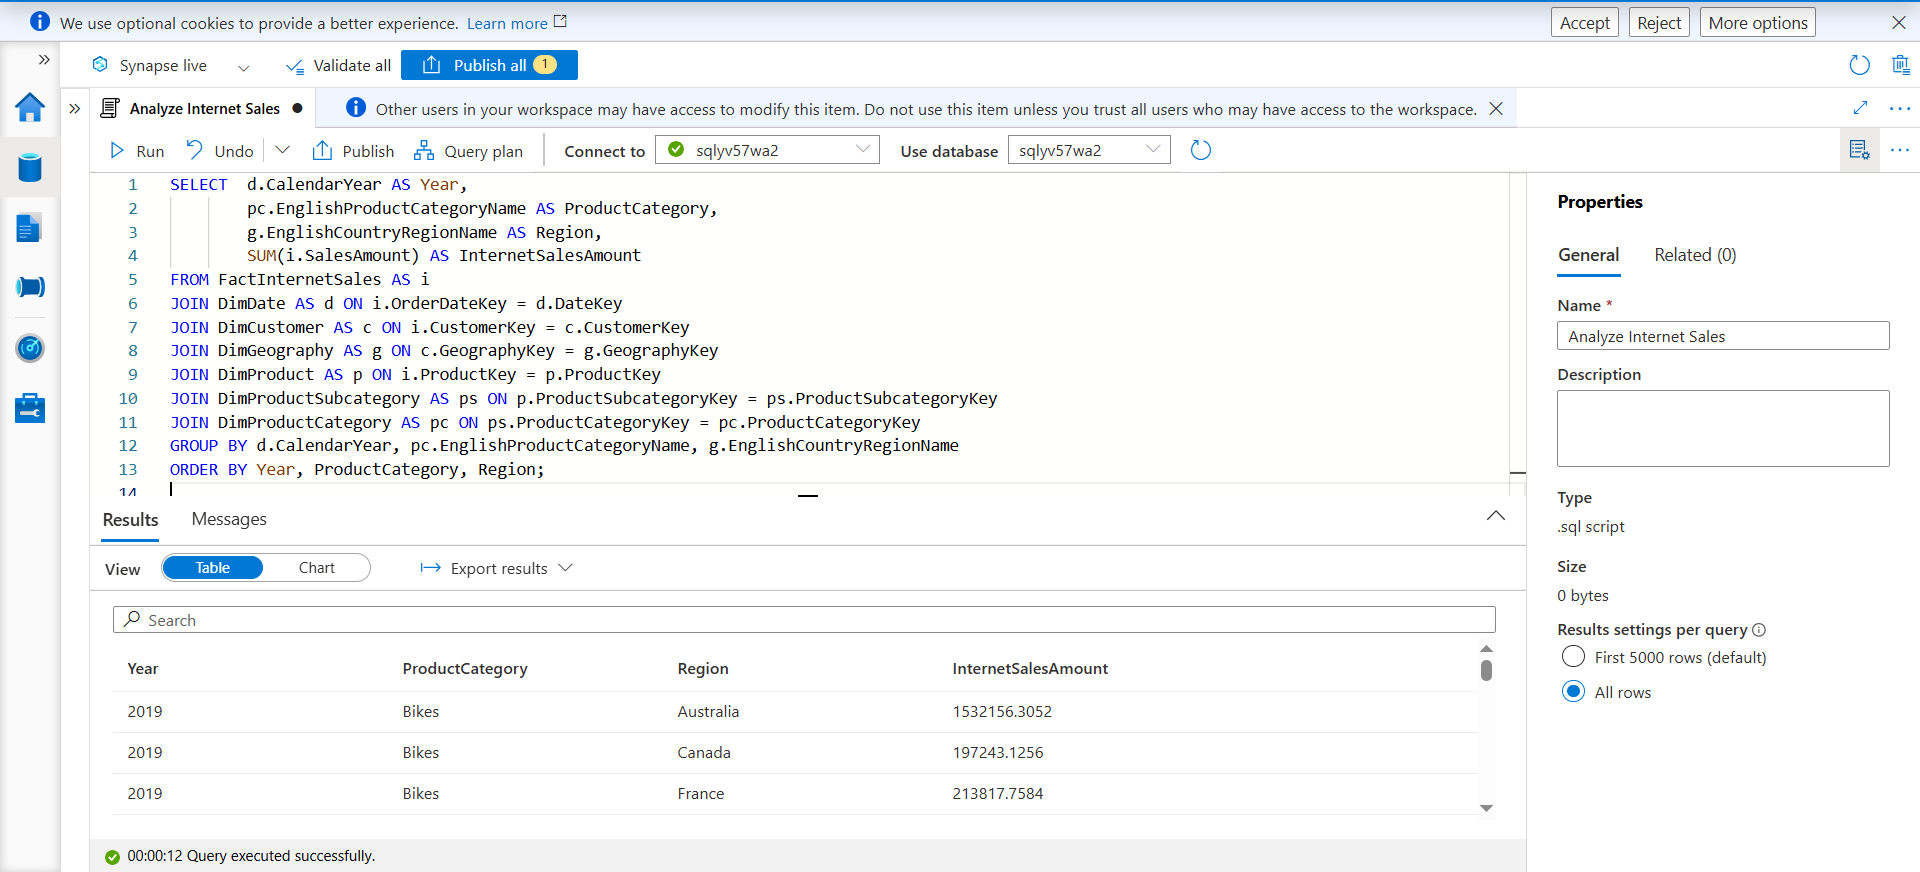 We use optional cookies to provide a better experience. Learn more
Accept
Reject
More options
Synapse live
Validate all
Publish all 1
Analyze Internet Sales
Other users in your workspace may have access to modify this item. Do not use this item unless you trust all users who may have access to the workspace.
Run
Undo
Publish
Query plan
Connect to
sqlyv57wa2
Use database
sqlyv57wa2
1 SELECT d.CalendarYear AS Year,
2 pc.EnglishProductCategoryName AS ProductCategory,
3 g.EnglishCountryRegionName AS Region,
4 SUM(i.SalesAmount) AS InternetSalesAmount
5 FROM FactInternetSales AS i
6 JOIN DimDate AS d ON i.OrderDateKey = d.DateKey
7 JOIN DimCustomer AS c ON i.CustomerKey = c.CustomerKey
8 JOIN DimGeography AS g ON c.GeographyKey = g.GeographyKey
9 JOIN DimProduct AS p ON i.ProductKey = p.ProductKey
10 JOIN DimProductSubcategory AS ps ON p.ProductSubcategoryKey = ps.ProductSubcategoryKey
11 JOIN DimProductCategory AS pc ON ps.ProductCategoryKey = pc.ProductCategoryKey
12 GROUP BY d.CalendarYear, pc.EnglishProductCategoryName, g.EnglishCountryRegionName
13 ORDER BY Year, ProductCategory, Region;
14
Results
Messages
View
Table
Chart
Export results
Search
Year ProductCategory Region InternetSalesAmount
2019 Bikes Australia 1532156.3052
2019 Bikes Canada 197243.1256
2019 Bikes France 213817.7584
00:00:12 Query executed successfully.
Properties
General
Related (0)
Name *
Analyze Internet Sales
Description
Type
.sql script
Size
0 bytes
Results settings per query
First 5000 rows (default)
All rows